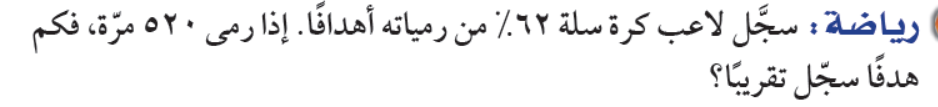 رياضة: سجَّل لاعب كرة سلة ٦٢٪ من رمياته أهدافًا. إذا رمى ٥٢٠ مرّة، فكم
هدفًا سجّل تقريبًا؟